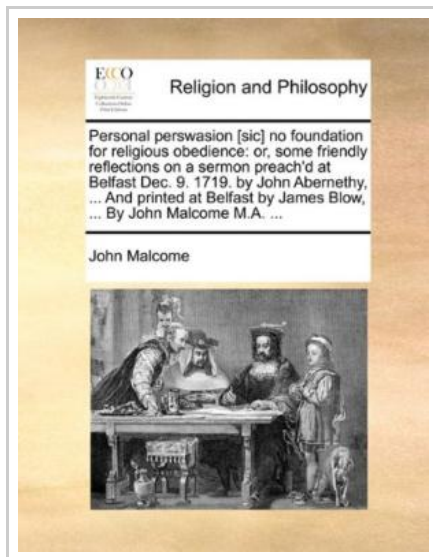 ECCO
Religion and Philosophy
Personal perswasion [sic] no foundation
for religious obedience: or, some friendly
reflections on a sermon preach'd at
Belfast Dec. 9. 1719. by John Abernethy,
... And printed at Belfast by James Blow,
... By John Malcome M.A. ...
John Malcome